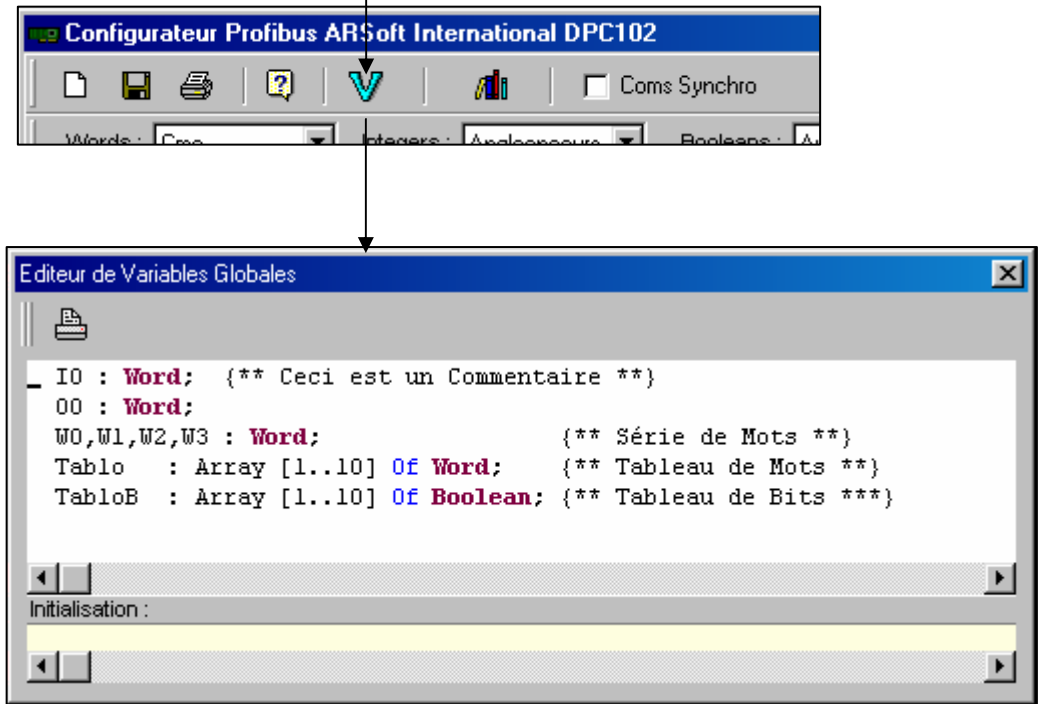 Configurateur Profibus ARSoft International DPC102
Coms Synchro
Words : Integers : Booleans :
Editeur de Variables Globales
I0 : Word; {** Ceci est un Commentaire **}
O0 : Word;
W0,W1,W2,W3 : Word; {** Série de Mots **}
Tablo : Array [1..10] Of Word; {** Tableau de Mots **}
TabloB : Array [1..10] Of Boolean; {** Tableau de Bits ***}
Initialisation :